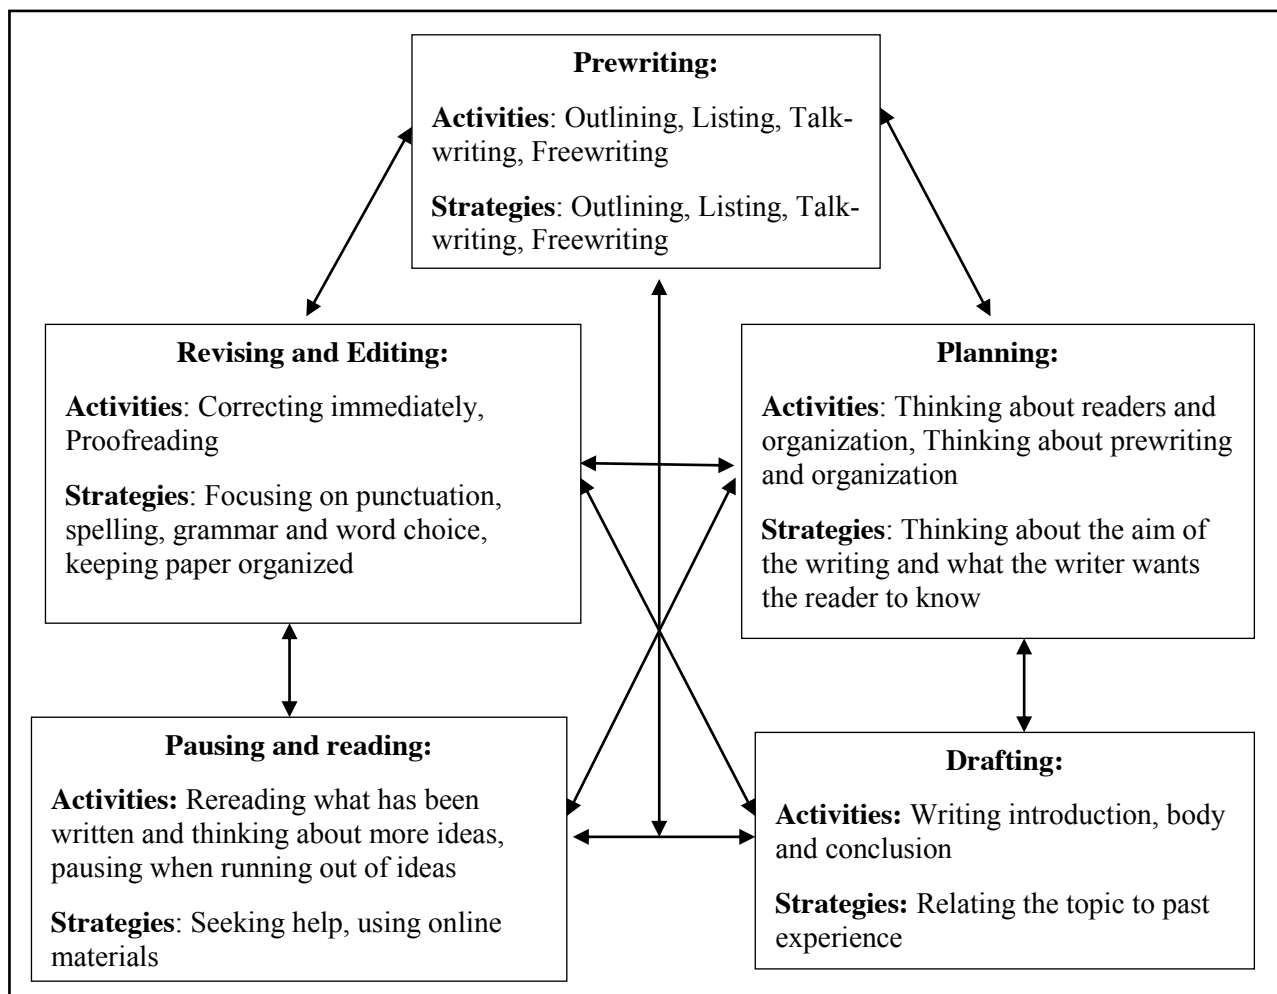 Prewriting:
Activities: Outlining, Listing, Talk-
writing, Freewriting
Strategies: Outlining, Listing, Talk-
writing, Freewriting
Revising and Editing:
Activities: Correcting immediately,
Proofreading
Strategies: Focusing on punctuation,
spelling, grammar and word choice,
keeping paper organized
Planning:
Activities: Thinking about readers and
organization, Thinking about prewriting
and organization
Strategies: Thinking about the aim of
the writing and what the writer wants
the reader to know
Pausing and reading:
Activities: Rereading what has been
written and thinking about more ideas,
pausing when running out of ideas
Strategies: Seeking help, using online
materials
Drafting:
Activities: Writing introduction, body
and conclusion
Strategies: Relating the topic to past
experience